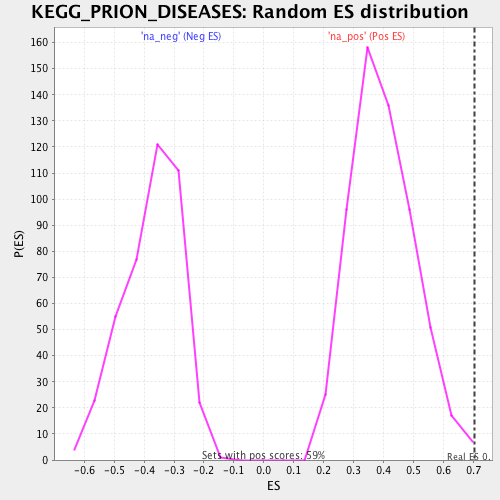 KEGG_PRION_DISEASES: Random ES distribution
'na_neg' (Neg ES) 'na_pos' (Pos ES)
160
150
140
130
120
110
100
90
80
70
60
50
40
30
20
10
0
P(ES)
Sets with pos scores: 59%
Real ES 0.
-0.6 -0.5 -0.4 -0.3 -0.2 -0.1 0.0 0.1 0.2 0.3 0.4 0.5 0.6 0.7
ES